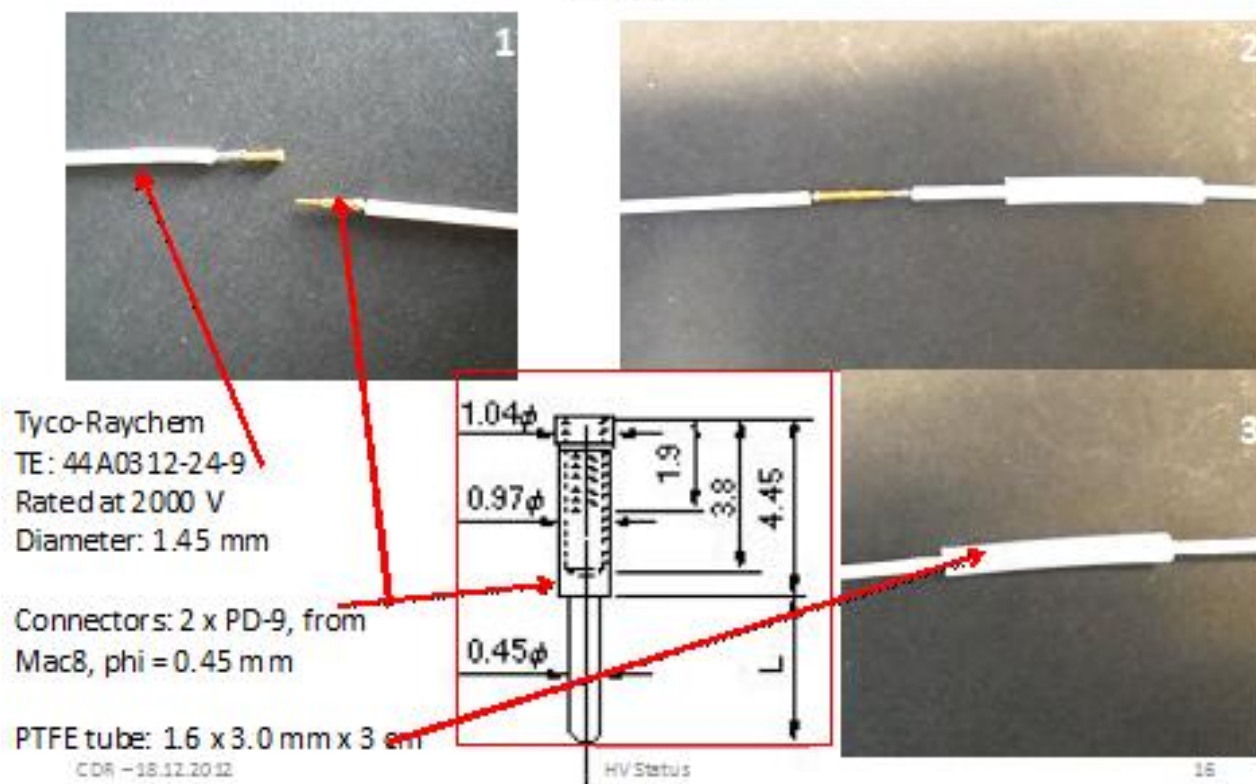 1
2
Tyco-Raychem
TE: 44A0312-24-9
Rated at 2000 V
Diameter: 1.45 mm
Connectors: 2 x PD-9, from
Mac8, phi = 0.45 mm
PTFE tube: 1.6 x 3.0 mm x 3 cm
1.04ϕ
0.97ϕ
0.45ϕ
1.9
3.8
4.45
L
3
CDR – 18.12.2012
HV Status
16